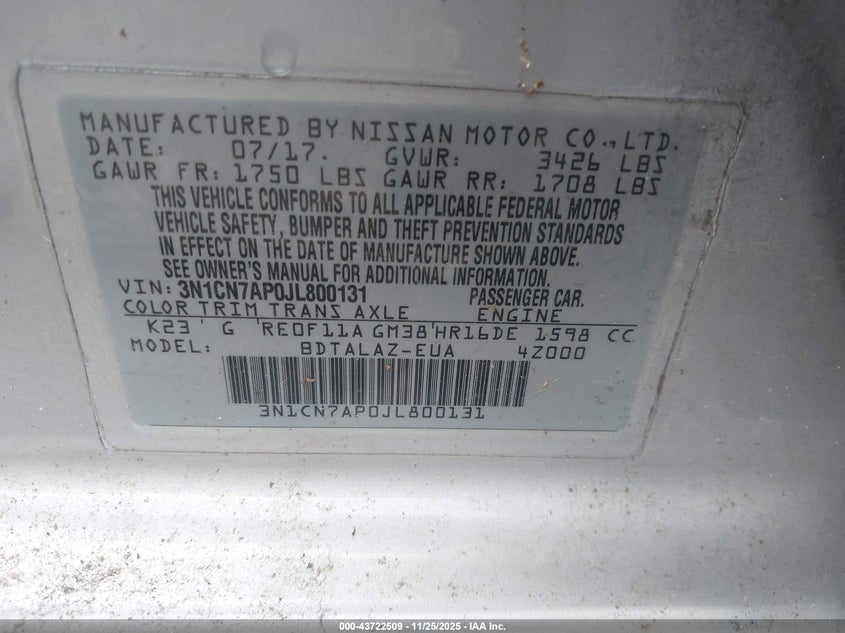 MANUFACTURED BY NISSAN MOTOR CO., LTD.
DATE: 07/17. GVWR: 3426 LBS
GAWR FR: 1750 LBS GAWR RR: 1708 LBS
THIS VEHICLE CONFORMS TO ALL APPLICABLE FEDERAL MOTOR
VEHICLE SAFETY, BUMPER AND THEFT PREVENTION STANDARDS
IN EFFECT ON THE DATE OF MANUFACTURE SHOWN ABOVE.
SEE OWNER'S MANUAL FOR ADDITIONAL INFORMATION.
VIN: 3N1CN7AP0JL800131 PASSENGER CAR.
COLOR TRIM TRANS AXLE ENGINE
K23 G RE0F11A GM38 HR16DE 1598 CC
MODEL: BDTALAZ-EUA 4Z000
3N1CN7AP0JL800131
000-43722509 - 11/25/2025 - IAA Inc.